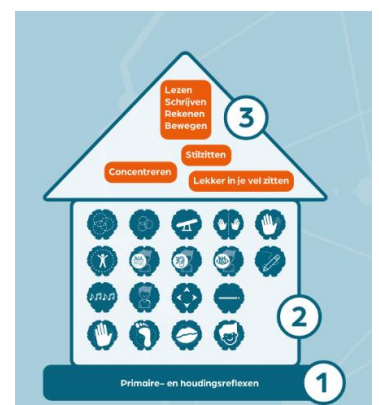 Lezen
Schrijven
Rekenen
Bewegen
3
Stilzitten
Concentreren
Lekker in je vel zitten
2
Primaire- en houdingsreflexen
1